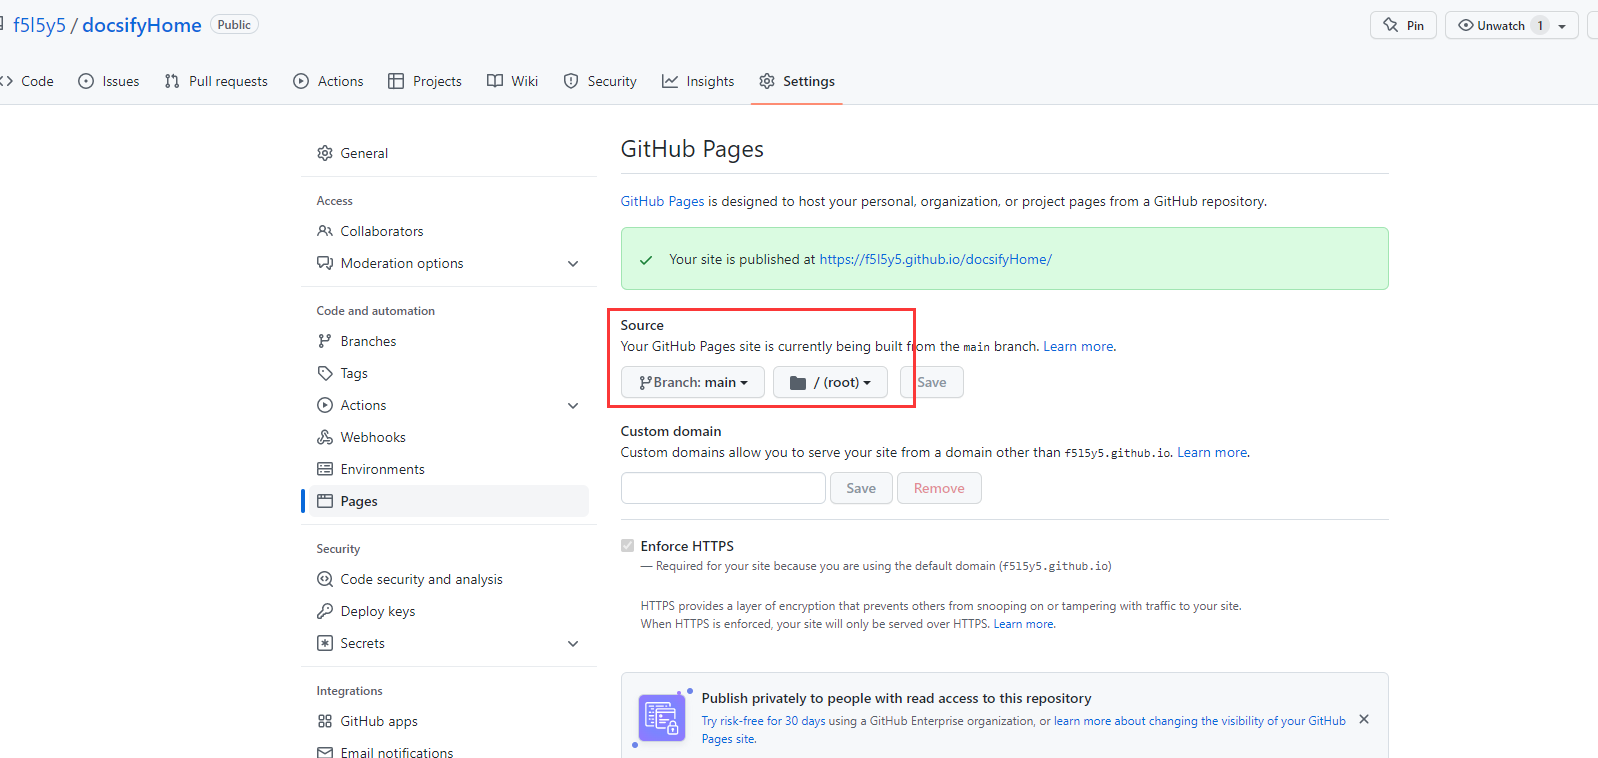 f5l5y5 / docsifyHome Public
Pin
Unwatch 1
Code
Issues
Pull requests
Actions
Projects
Wiki
Security
Insights
Settings
General
Access
Collaborators
Moderation options
Code and automation
Branches
Tags
Actions
Webhooks
Environments
Pages
Security
Code security and analysis
Deploy keys
Secrets
Integrations
GitHub apps
Email notifications
GitHub Pages
GitHub Pages is designed to host your personal, organization, or project pages from a GitHub repository.
Your site is published at https://f5l5y5.github.io/docsifyHome/
Source
Your GitHub Pages site is currently being built from the main branch. Learn more.
Branch: main
/ (root)
Save
Custom domain
Custom domains allow you to serve your site from a domain other than f5l5y5.github.io. Learn more.
Save
Remove
Enforce HTTPS
— Required for your site because you are using the default domain (f5l5y5.github.io)
HTTPS provides a layer of encryption that prevents others from snooping on or tampering with traffic to your site.
When HTTPS is enforced, your site will only be served over HTTPS. Learn more.
Publish privately to people with read access to this repository
Try risk-free for 30 days using a GitHub Enterprise organization, or learn more about changing the visibility of your GitHub
Pages site.